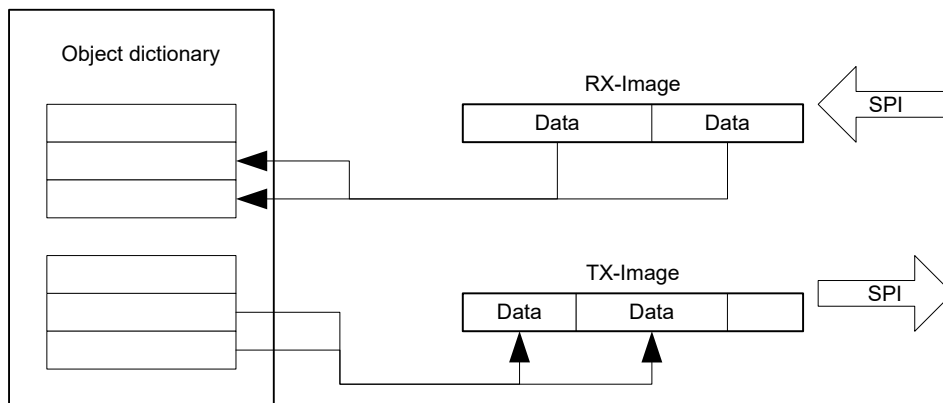 Object dictionary
RX-Image
Data Data
SPI
TX-Image
Data Data
SPI